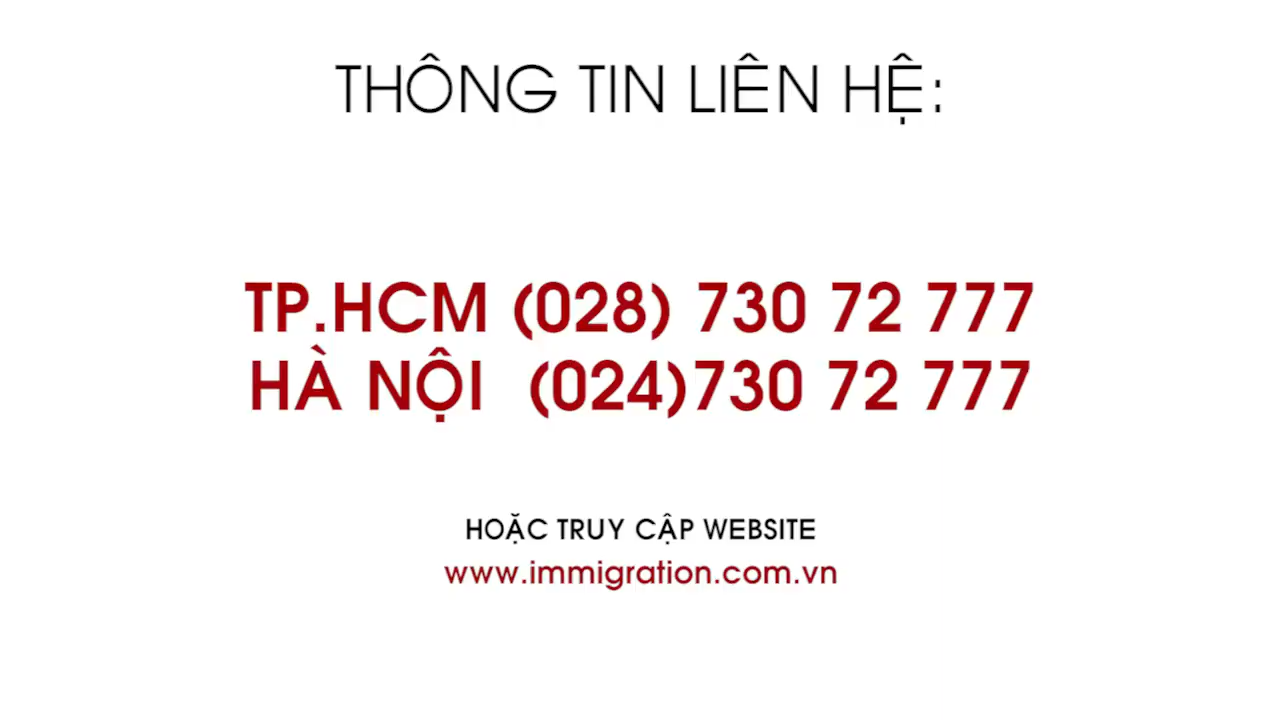 THÔNG TIN LIÊN HỆ:
TP.HCM (028) 730 72 777
HÀ NỘI (024)730 72 777
HOẶC TRUY CẬP WEBSITE
www.immigration.com.vn